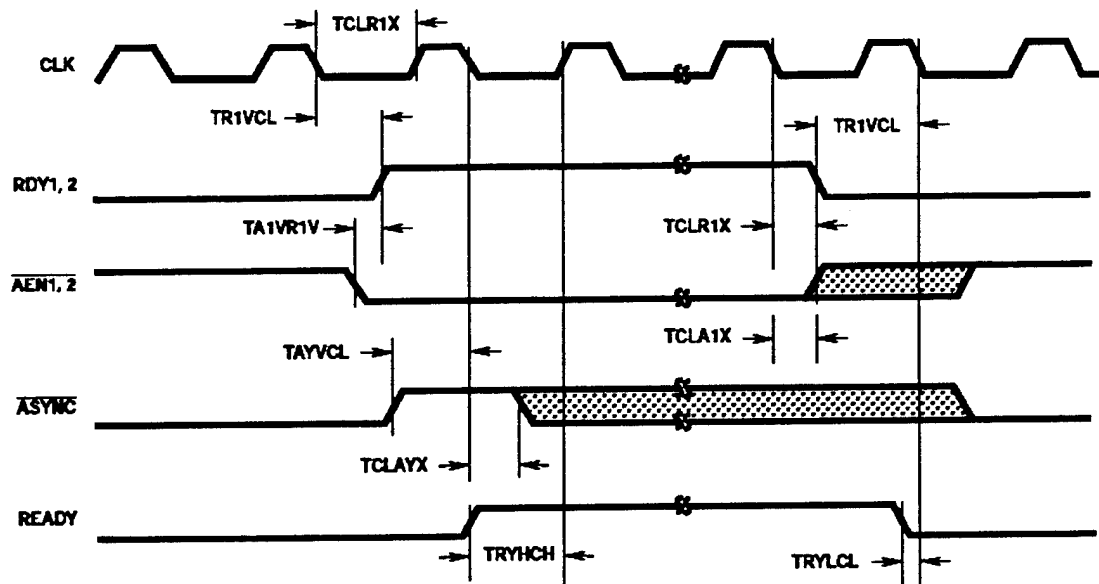 TCLR1X
CLK
TR1VCL
TR1VCL
RDY1, 2
TA1VR1V
TCLR1X
AEN1, 2
TCLA1X
TAYVCL
ASYNC
TCLAYX
READY
TRYHCH
TRYLCL